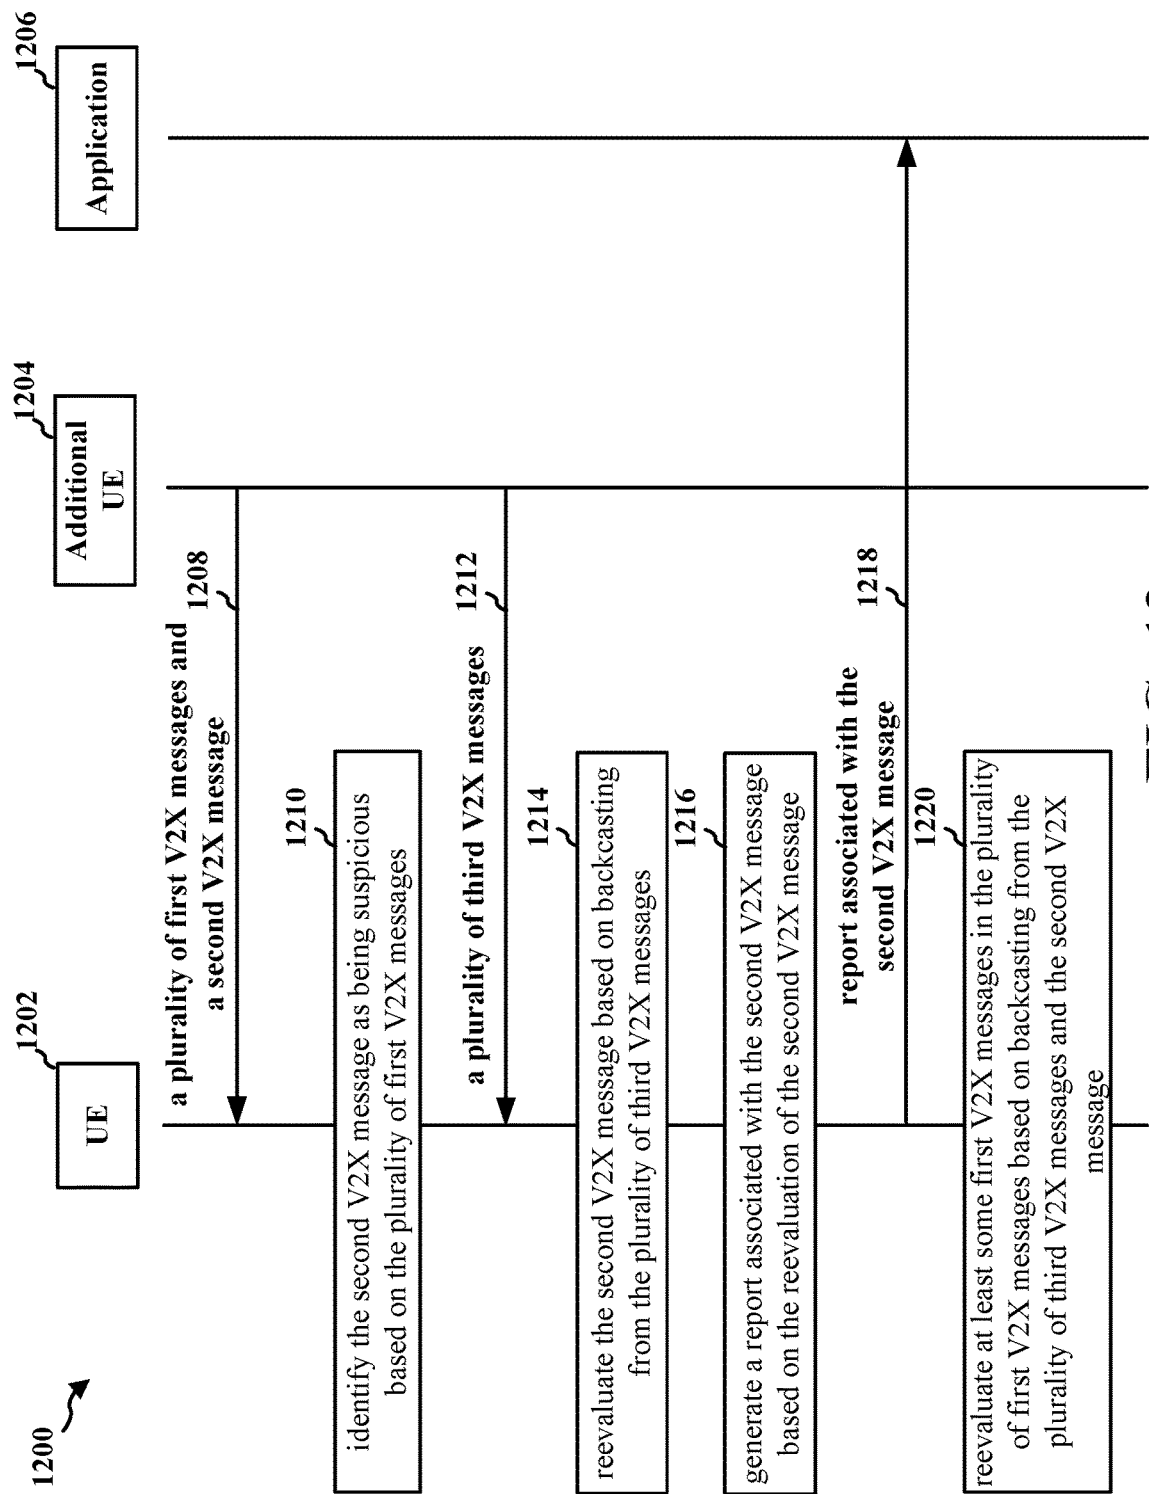 1200
1202
UE
1204
Additional
UE
1206
Application
a plurality of first V2X messages and
a second V2X message
1208
1210
identify the second V2X message as being suspicious
based on the plurality of first V2X messages
a plurality of third V2X messages
1212
1214
reevaluate the second V2X message based on backcasting
from the plurality of third V2X messages
1216
generate a report associated with the second V2X message
based on the reevaluation of the second V2X message
report associated with the
second V2X message
1218
1220
reevaluate at least some first V2X messages in the plurality
of first V2X messages based on backcasting from the
plurality of third V2X messages and the second V2X
message